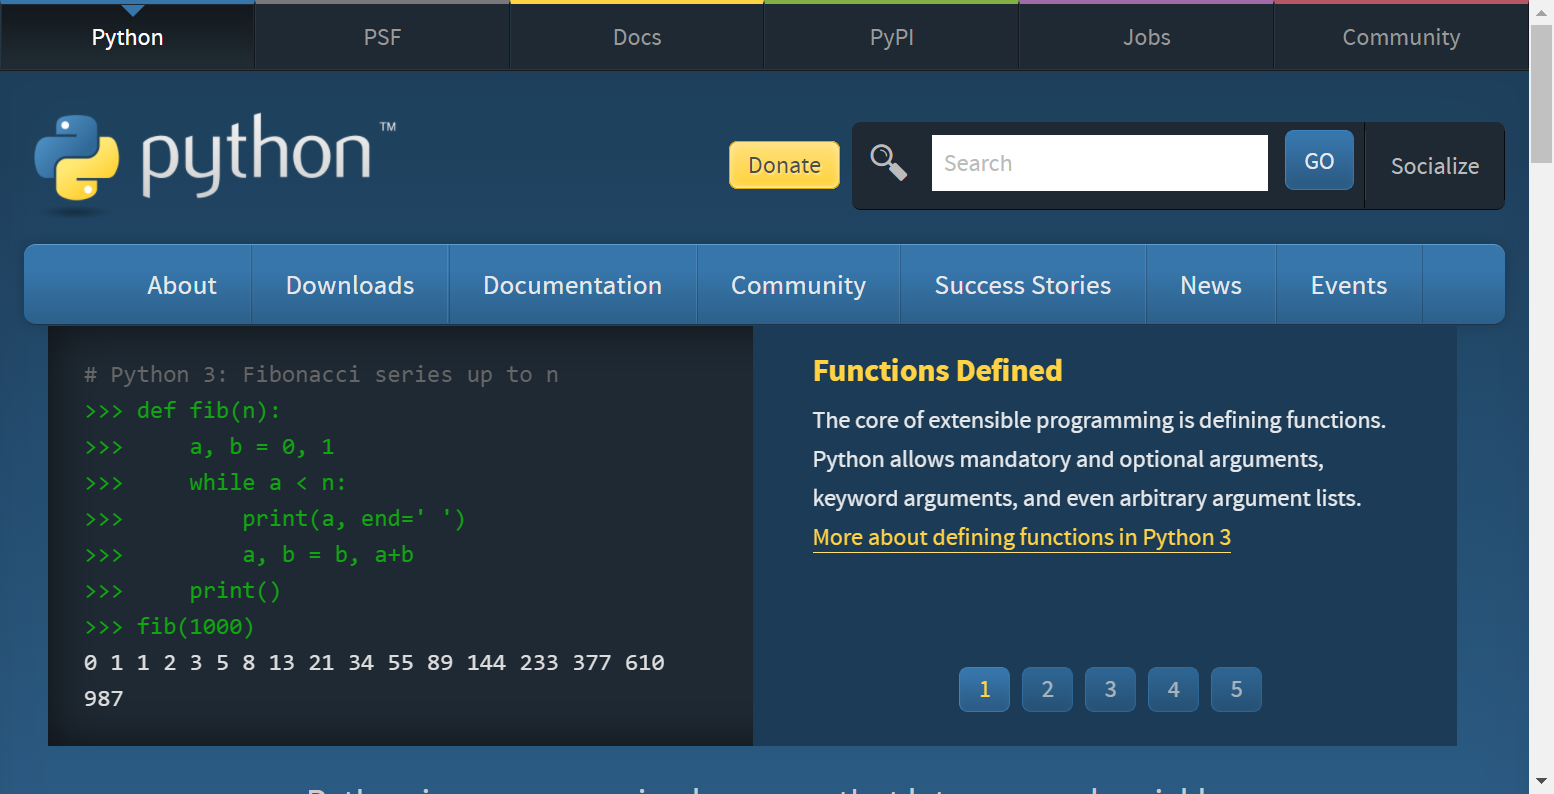 Python PSF Docs PyPI Jobs Community
python™
Donate Search GO Socialize
About Downloads Documentation Community Success Stories News Events
# Python 3: Fibonacci series up to n
>>> def fib(n):
>>>     a, b = 0, 1
>>>     while a < n:
>>>         print(a, end=' ')
>>>         a, b = b, a+b
>>>     print()
>>> fib(1000)
0 1 1 2 3 5 8 13 21 34 55 89 144 233 377 610
987
Functions Defined
The core of extensible programming is defining functions.
Python allows mandatory and optional arguments,
keyword arguments, and even arbitrary argument lists.
More about defining functions in Python 3
1 2 3 4 5